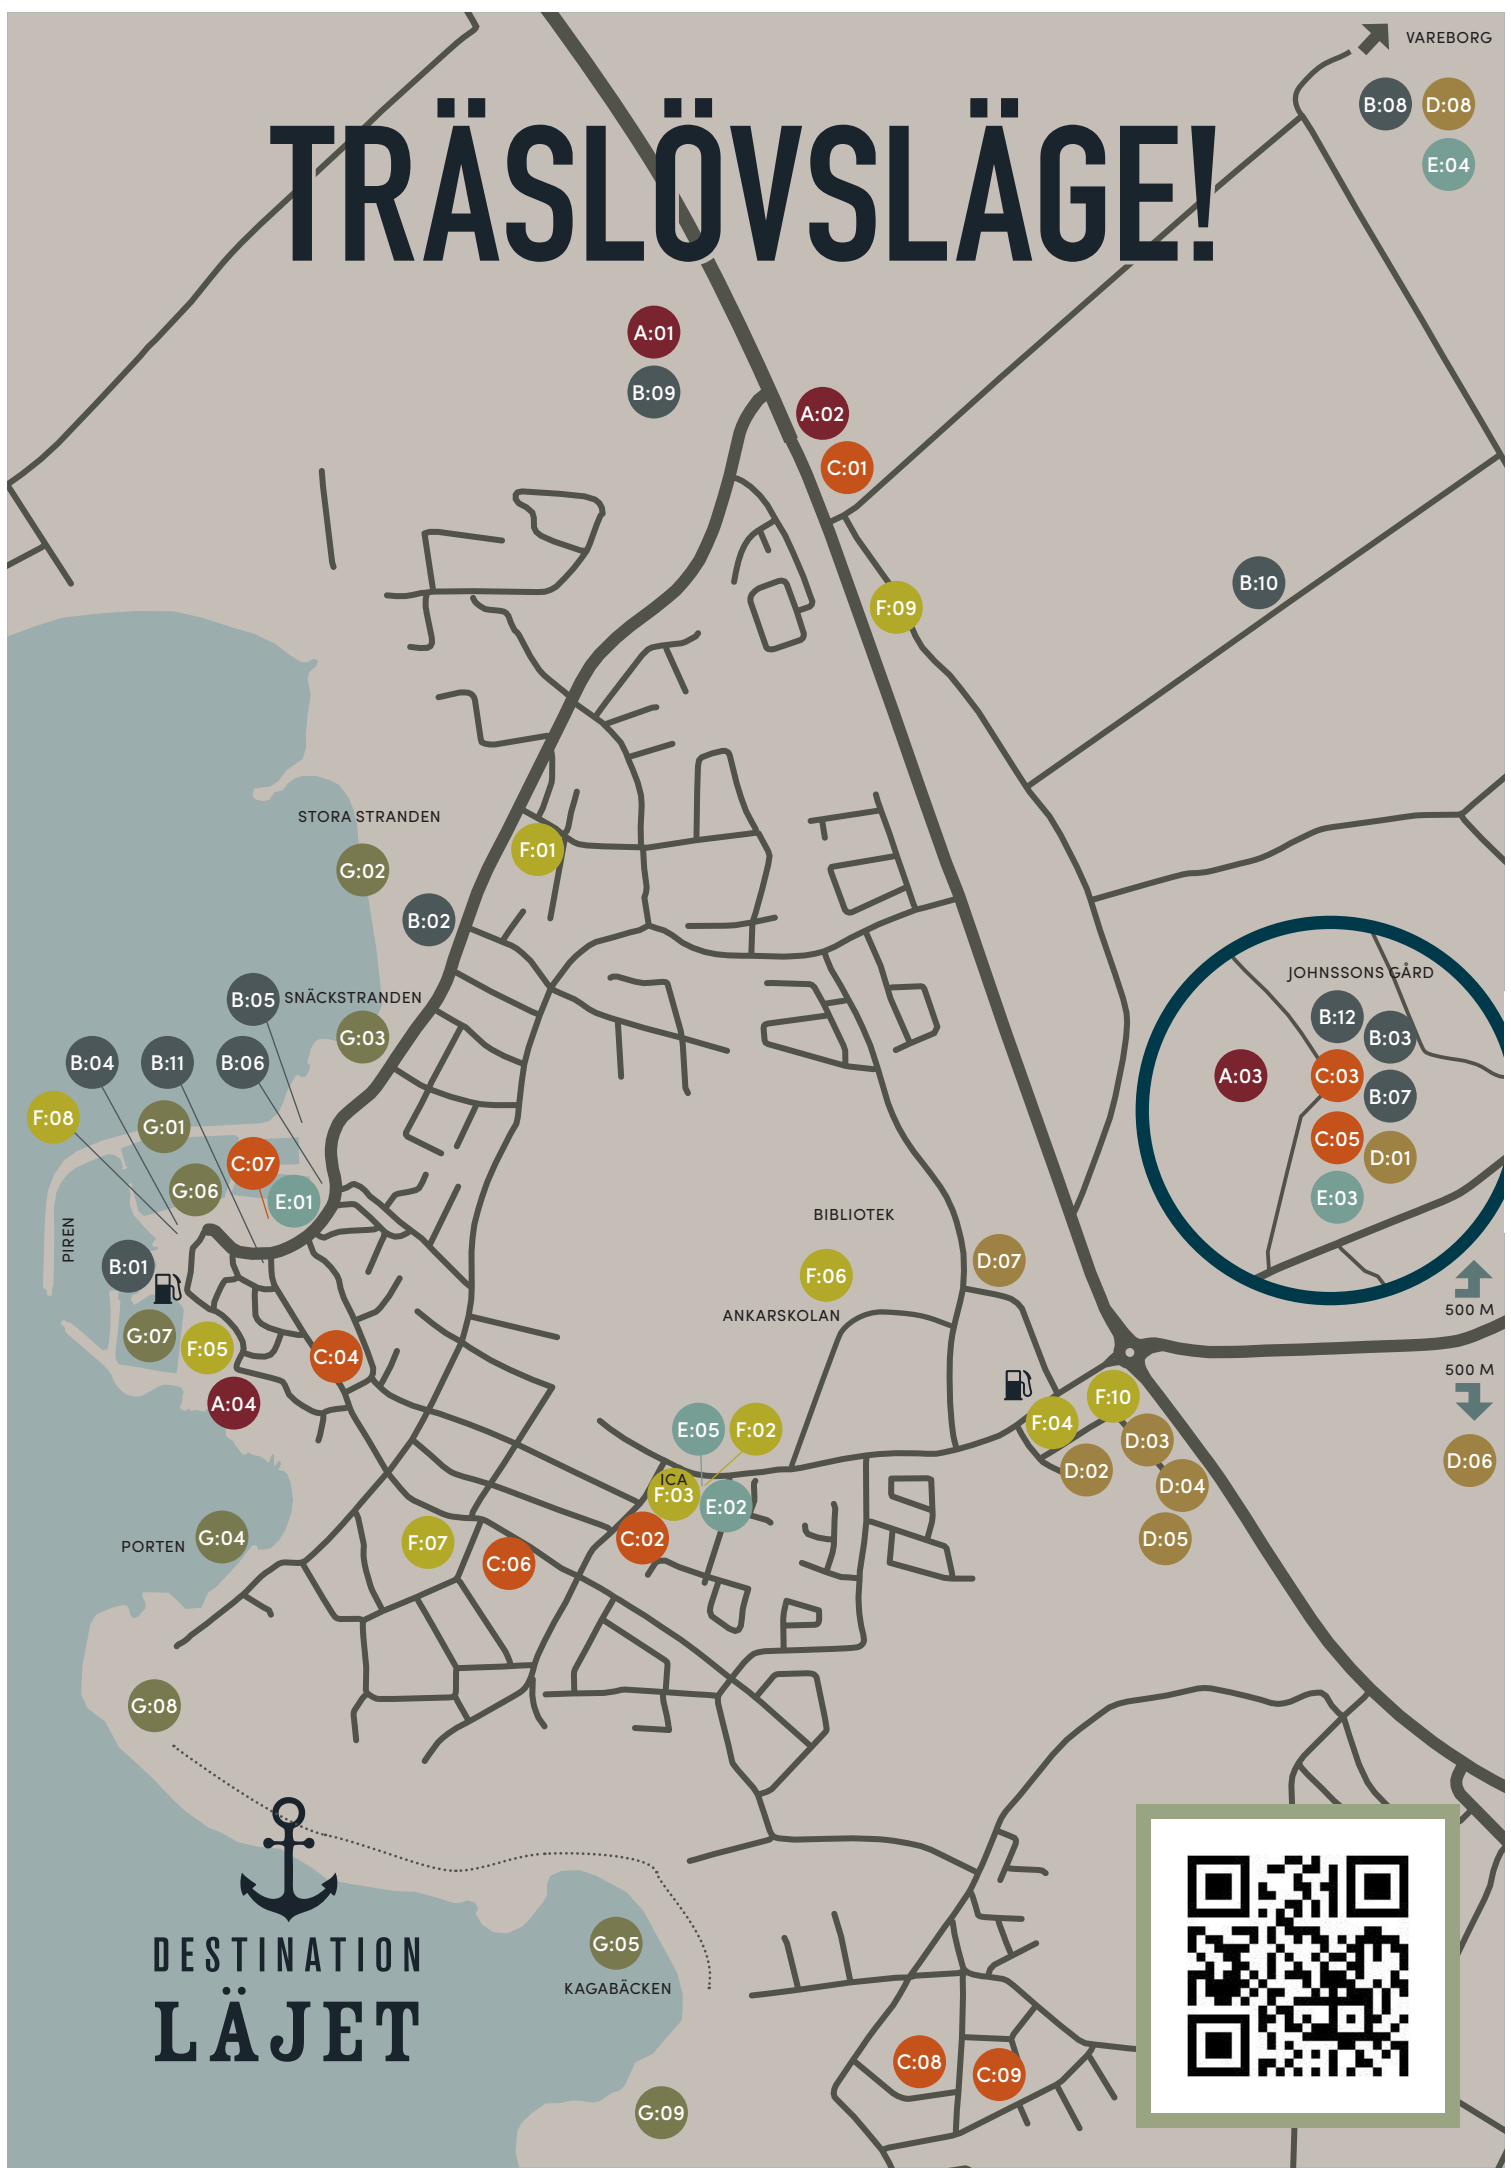 VAREBORG
B:08 D:08
E:04
TRÄSLÖVSLÄGE!
A:01
B:09
A:02
C:01
B:10
F:09
STORA STRANDEN
F:01
G:02
B:02
JOHNSSONS GÅRD
B:05 SNÄCKSTRANDEN
B:12
B:03
G:03
B:04 B:11 B:06
A:03 C:03
B:07
F:08 G:01
C:05
D:01
C:07
G:06 E:01
E:03
BIBLIOTEK
PIREN
D:07
B:01
F:06
500 M
ANKARSKOLAN
G:07 F:05
C:04
500 M
A:04
F:10
E:05 F:02
F:04
D:03
D:06
D:02
ICA
F:03
E:02
D:04
PORTEN G:04
F:07
C:02
D:05
C:06
G:08
DESTINATION
LÄJET
G:05
KAGABÄCKEN
C:08
C:09
G:09